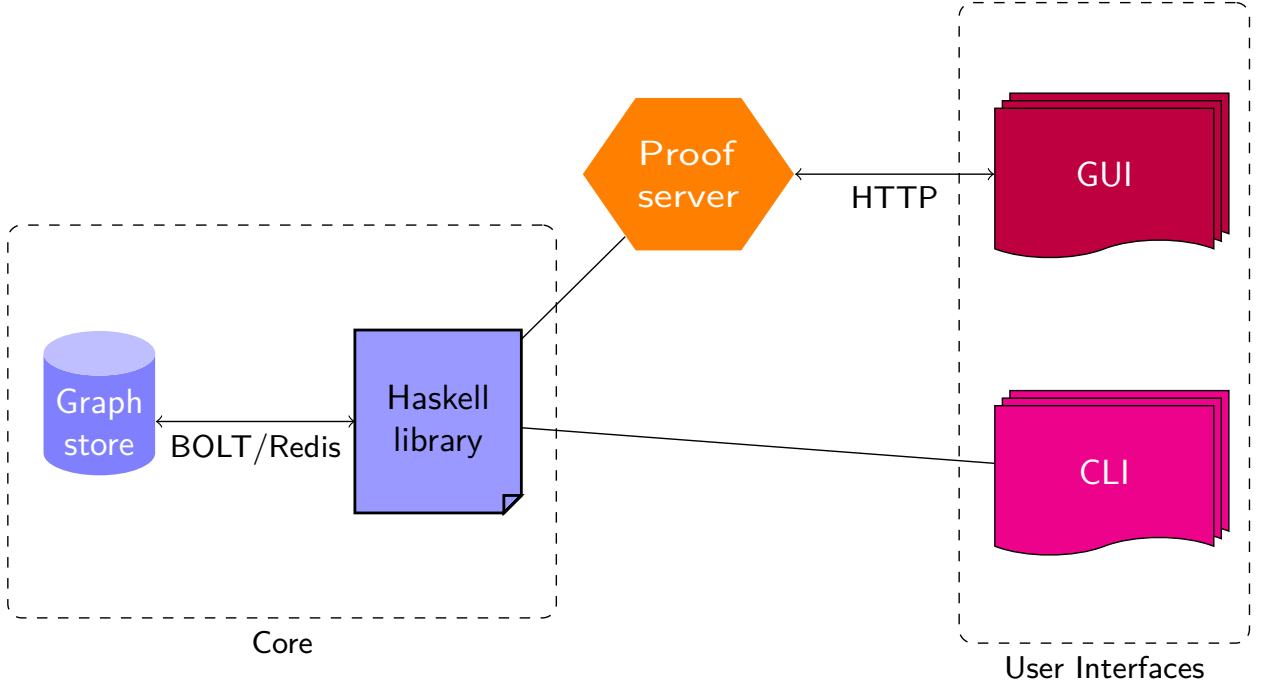 Proof
server
HTTP
GUI
Graph
store
BOLT/Redis
Haskell
library
CLI
Core
User Interfaces